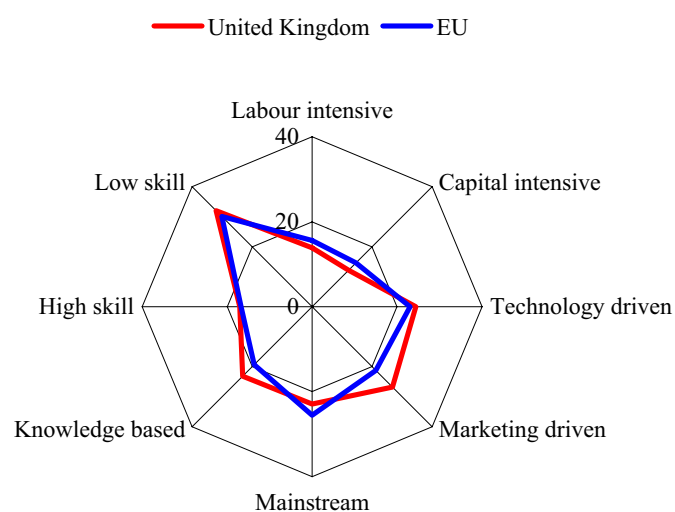 United Kingdom EU
Labour intensive
40
Low skill Capital intensive
20
High skill 0 Technology driven
Knowledge based Marketing driven
Mainstream